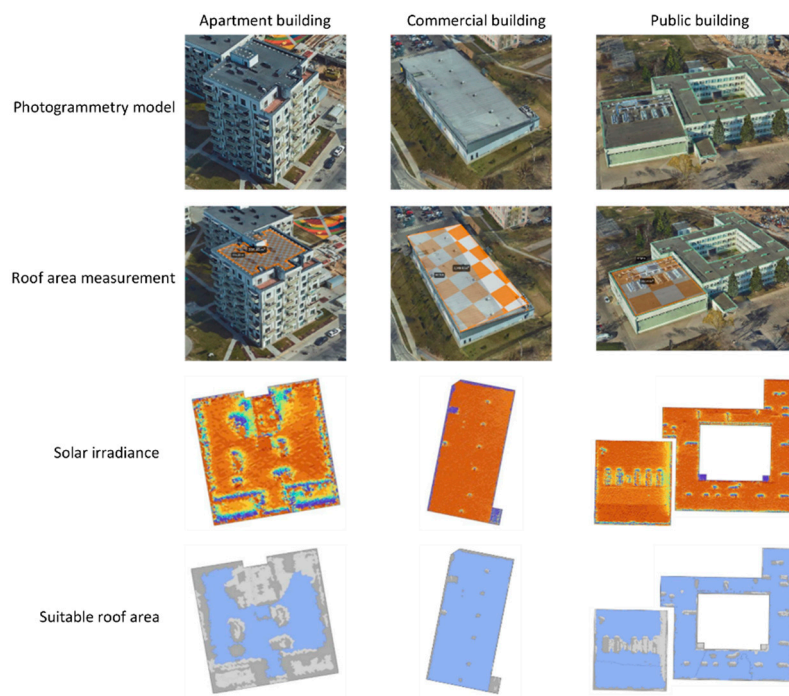 Apartment building
Commercial building
Public building
Photogrammetry model
Roof area measurement
Solar irradiance
Suitable roof area